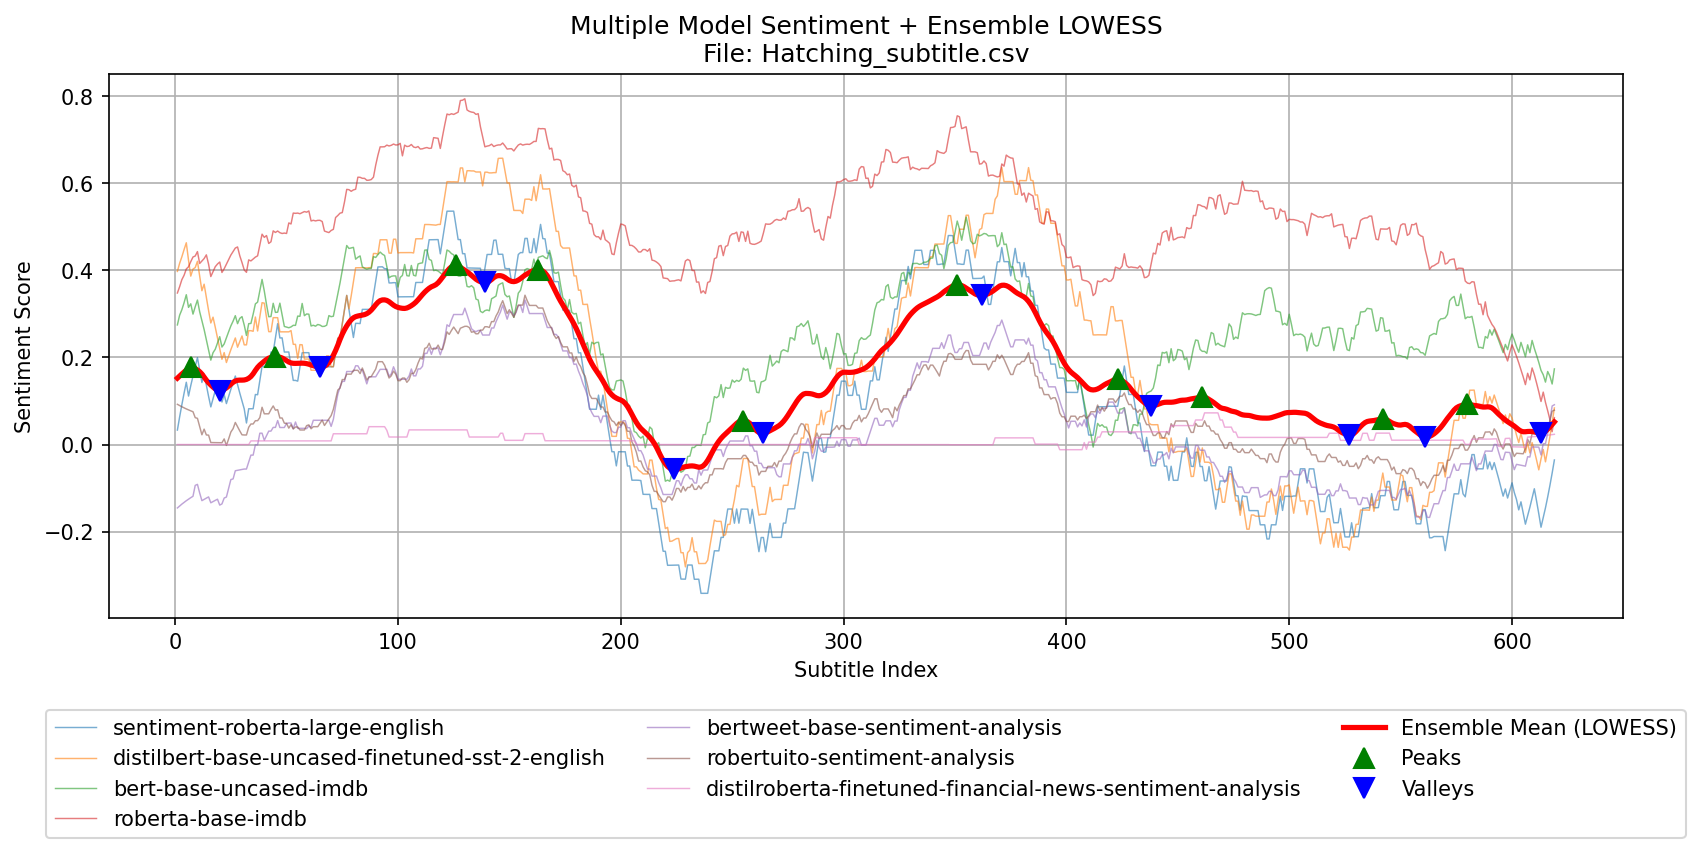 Multiple Model Sentiment + Ensemble LOWESS
File: Hatching_subtitle.csv
Sentiment Score
0.8
0.6
0.4
0.2
0.0
−0.2
0
100
200
300
400
500
600
Subtitle Index
sentiment-roberta-large-english
distilbert-base-uncased-finetuned-sst-2-english
bert-base-uncased-imdb
roberta-base-imdb
bertweet-base-sentiment-analysis
robertuito-sentiment-analysis
distilroberta-finetuned-financial-news-sentiment-analysis
Ensemble Mean (LOWESS)
Peaks
Valleys